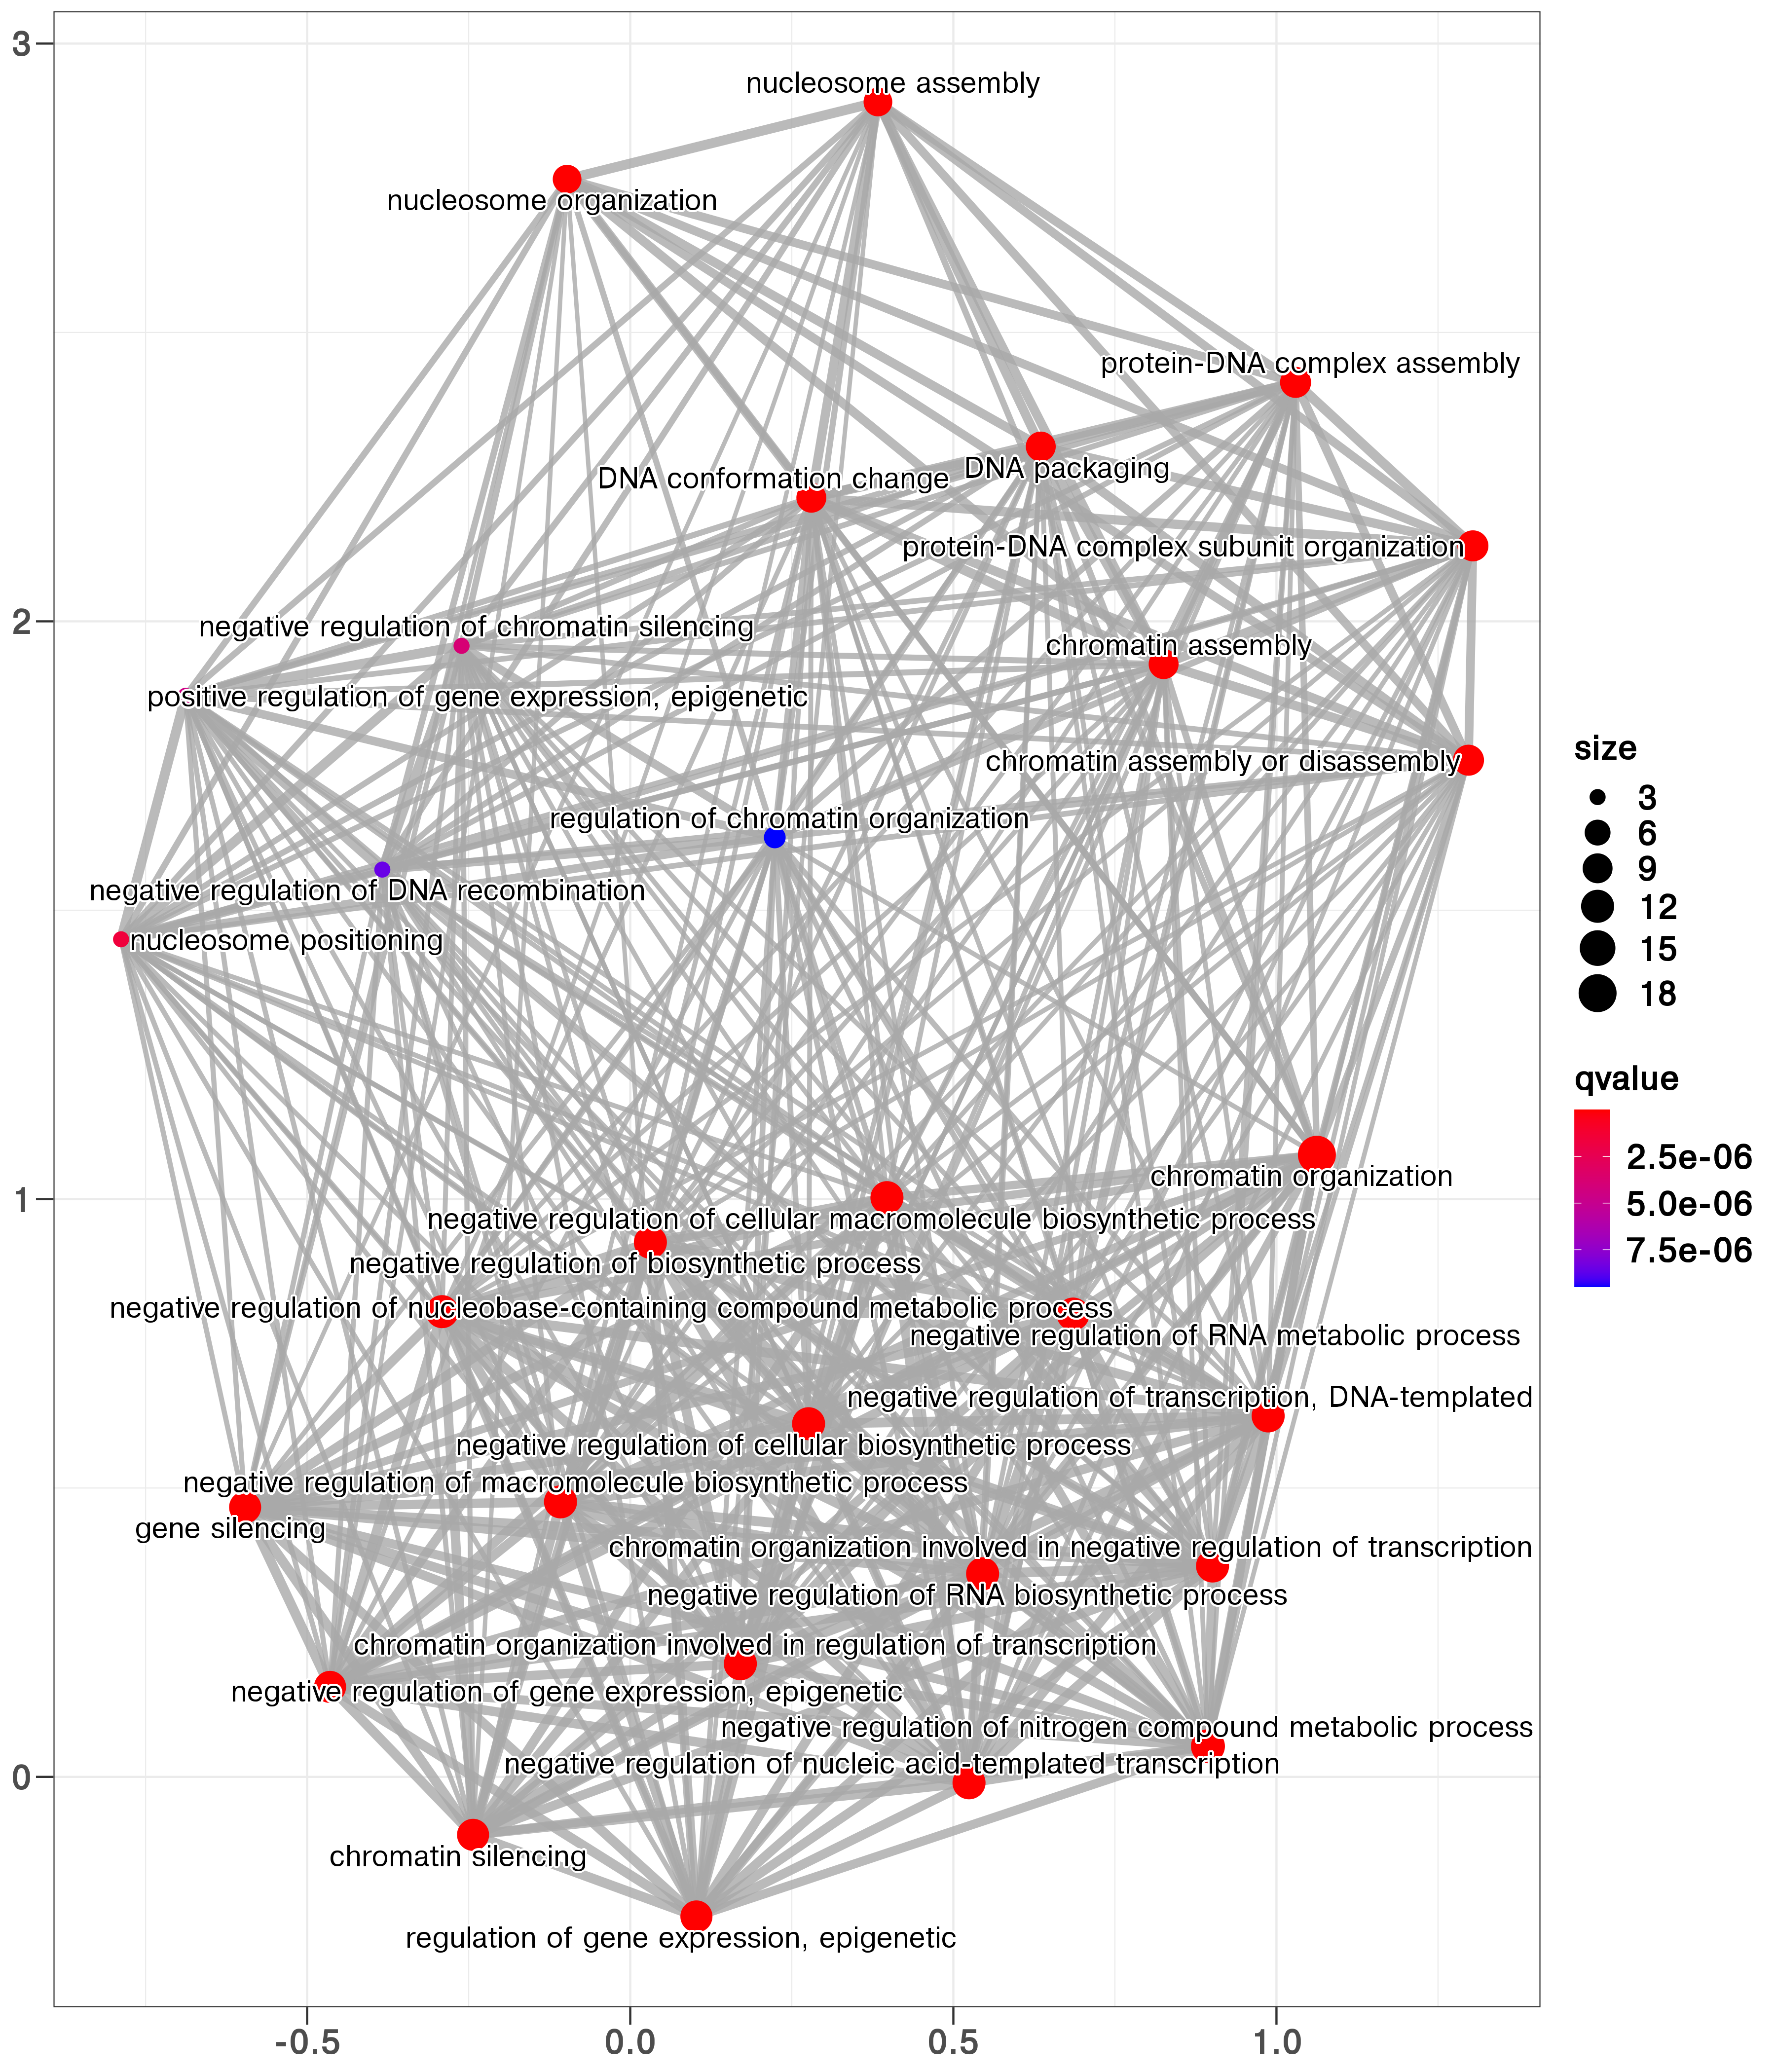 3
nucleosome assembly
nucleosome organization
protein-DNA complex assembly
DNA packaging
DNA conformation change
protein-DNA complex subunit organization
2
negative regulation of chromatin silencing
chromatin assembly
positive regulation of gene expression, epigenetic
chromatin assembly or disassembly
regulation of chromatin organization
negative regulation of DNA recombination
nucleosome positioning
chromatin organization
1
negative regulation of cellular macromolecule biosynthetic process
negative regulation of biosynthetic process
negative regulation of nucleobase-containing compound metabolic process
negative regulation of RNA metabolic process
negative regulation of transcription, DNA-templated
negative regulation of cellular biosynthetic process
negative regulation of macromolecule biosynthetic process
gene silencing
chromatin organization involved in negative regulation of transcription
negative regulation of RNA biosynthetic process
chromatin organization involved in regulation of transcription
negative regulation of gene expression, epigenetic
negative regulation of nitrogen compound metabolic process
negative regulation of nucleic acid-templated transcription
0
chromatin silencing
regulation of gene expression, epigenetic
-0.5 0.0 0.5 1.0
size
3
6
9
12
15
18
qvalue
2.5e-06
5.0e-06
7.5e-06